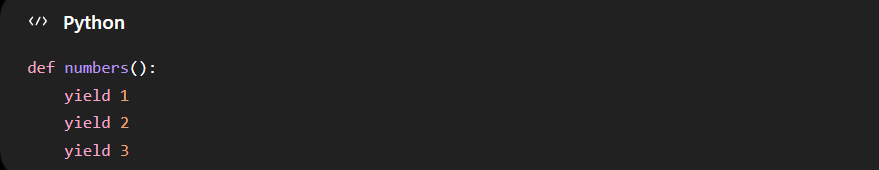 </> Python
def numbers():
    yield 1
    yield 2
    yield 3